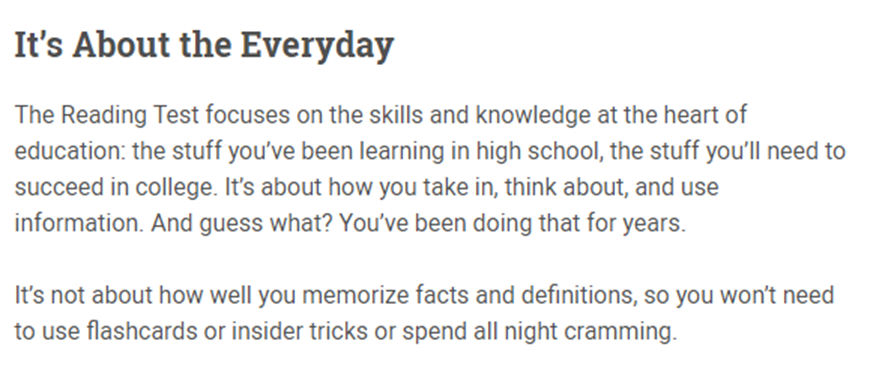 It’s About the Everyday
The Reading Test focuses on the skills and knowledge at the heart of
education: the stuff you’ve been learning in high school, the stuff you’ll need to
succeed in college. It’s about how you take in, think about, and use
information. And guess what? You’ve been doing that for years.
It’s not about how well you memorize facts and definitions, so you won’t need
to use flashcards or insider tricks or spend all night cramming.